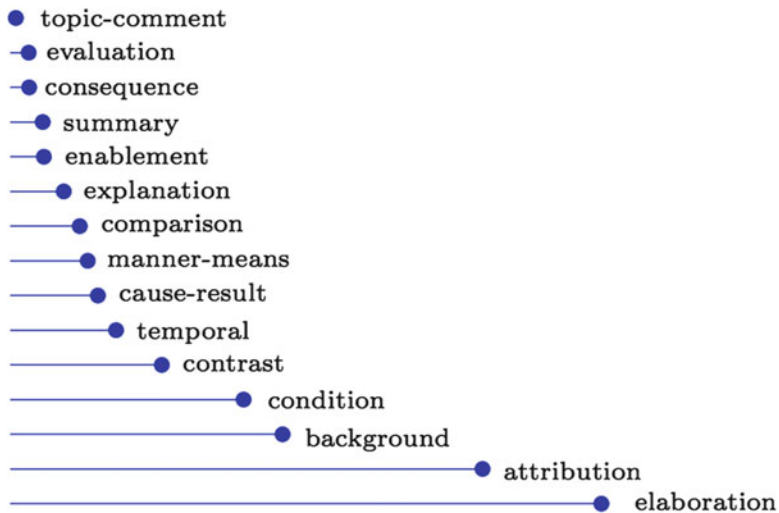 topic-comment
evaluation
consequence
summary
enablement
explanation
comparison
manner-means
cause-result
temporal
contrast
condition
background
attribution
elaboration